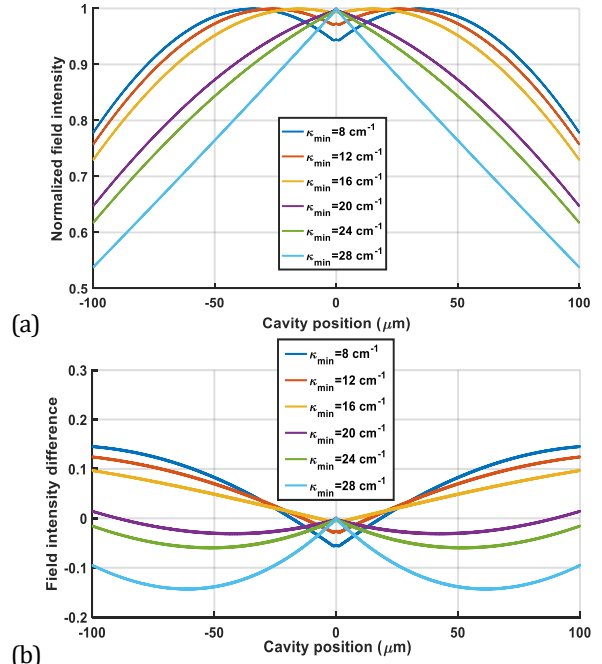 1
0.9
0.8
0.7
0.6
0.5
Normalized field intensity
κmin=8 cm-1
κmin=12 cm-1
κmin=16 cm-1
κmin=20 cm-1
κmin=24 cm-1
κmin=28 cm-1
-100 -50 0 50 100
(a) Cavity position (μm)
0.3
0.2
0.1
0
-0.1
-0.2
Field intensity difference
κmin=8 cm-1
κmin=12 cm-1
κmin=16 cm-1
κmin=20 cm-1
κmin=24 cm-1
κmin=28 cm-1
-100 -50 0 50 100
(b) Cavity position (μm)